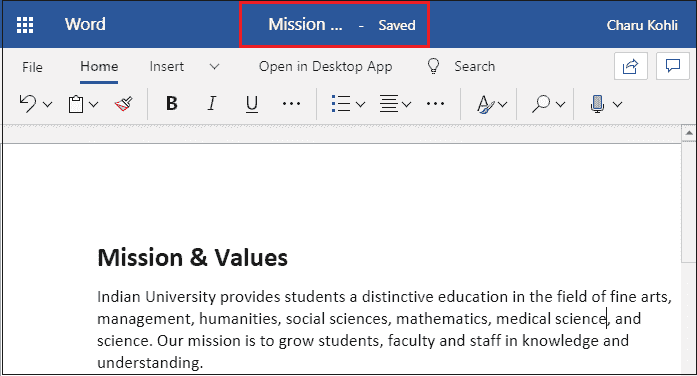 Word Mission ... - Saved Charu Kohli
File Home Insert Open in Desktop App Search
B I U ...  ...
Mission & Values
Indian University provides students a distinctive education in the field of fine arts,
management, humanities, social sciences, mathematics, medical science, and
science. Our mission is to grow students, faculty and staff in knowledge and
understanding.